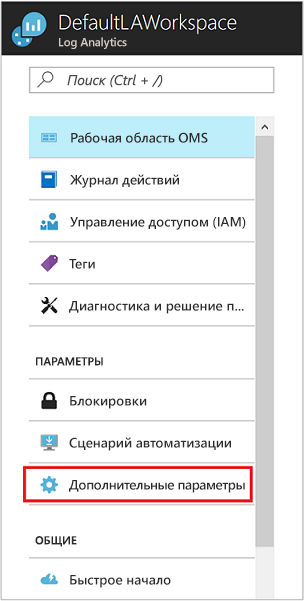 DefaultLAWorkspace
Log Analytics
Поиск (Ctrl + /)
Рабочая область OMS
Журнал действий
Управление доступом (IAM)
Теги
Диагностика и решение п...
ПАРАМЕТРЫ
Блокировки
Сценарий автоматизации
Дополнительные параметры
ОБЩИЕ
Быстрое начало